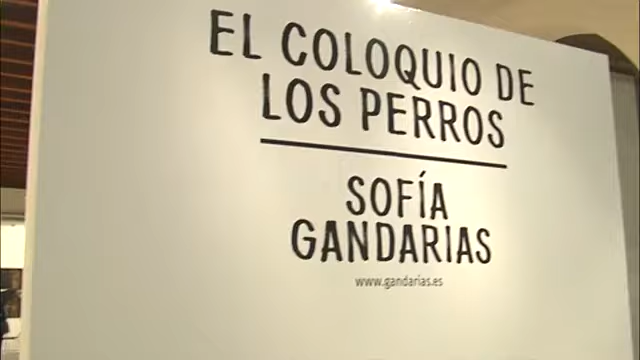 EL COLOQUIO DE
LOS PERROS
SOFÍA
GANDARIAS
www.gandarias.es